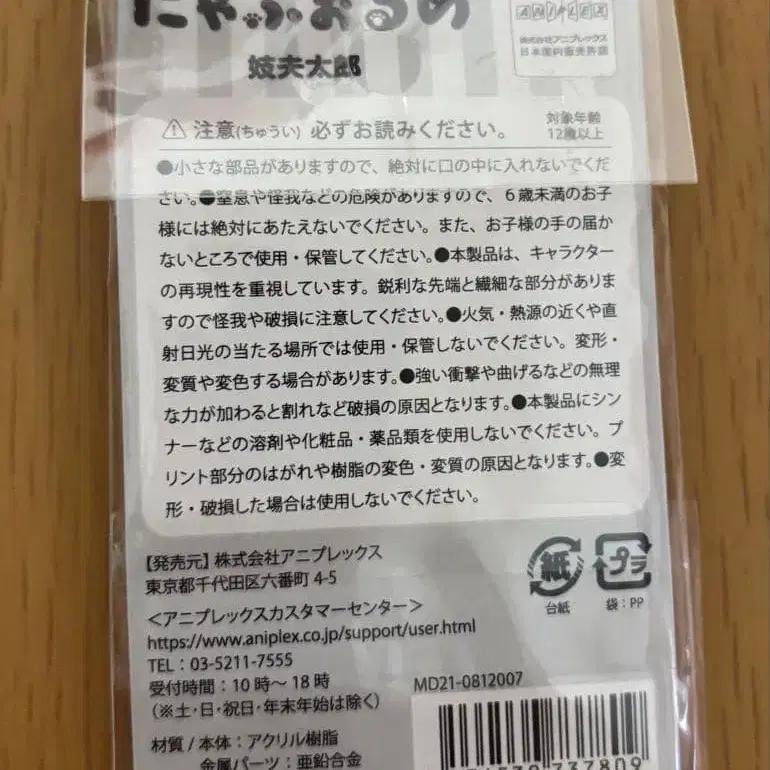 にゃふぉるめ
妓夫太郎
ANIPLEX
株式会社アニプレックス
日本国内販売許諾
⚠注意(ちゅうい) 必ずお読みください。
対象年齢
12歳以上
●小さな部品がありますので、絶対に口の中に入れないでくだ
さい。●窒息や怪我などの危険がありますので、6歳未満のお子
様には絶対にあたえないでください。また、お子様の手の届か
ないところで使用・保管してください。●本製品は、キャラクター
の再現性を重視しています。鋭利な先端と繊細な部分がありま
すので怪我や破損に注意してください。●火気・熱源の近くや直
射日光の当たる場所では使用・保管しないでください。変形・
変質や変色する場合があります。●強い衝撃や曲げるなどの無理
な力が加わると割れなど破損の原因となります。●本製品にシン
ナーなどの溶剤や化粧品・薬品類を使用しないでください。プ
リント部分のはがれや樹脂の変色・変質の原因となります。●変
形・破損した場合は使用しないでください。
【発売元】株式会社アニプレックス
東京都千代田区六番町 4-5
<アニプレックスカスタマーセンター>
https://www.aniplex.co.jp/support/user.html
TEL : 03-5211-7555
受付時間 : 10時〜18時
(※土・日・祝日・年末年始は除く)
材質 / 本体 : アクリル樹脂
金属パーツ : 亜鉛合金
紙
台紙
プラ
袋 : PP
MD21-0812007